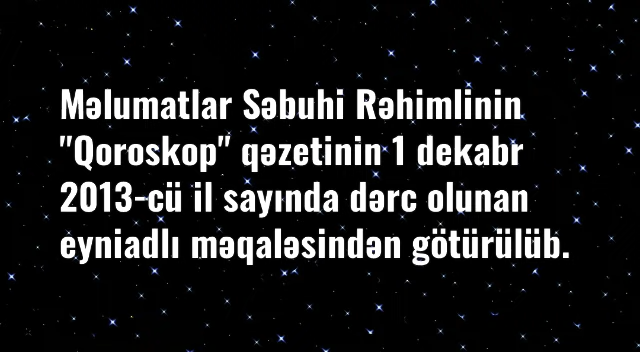 Məlumatlar Səbuhi Rəhimlinin
"Qoroskop" qəzetinin 1 dekabr
2013-cü il sayında dərc olunan
eyniadlı məqaləsindən götürülüb.